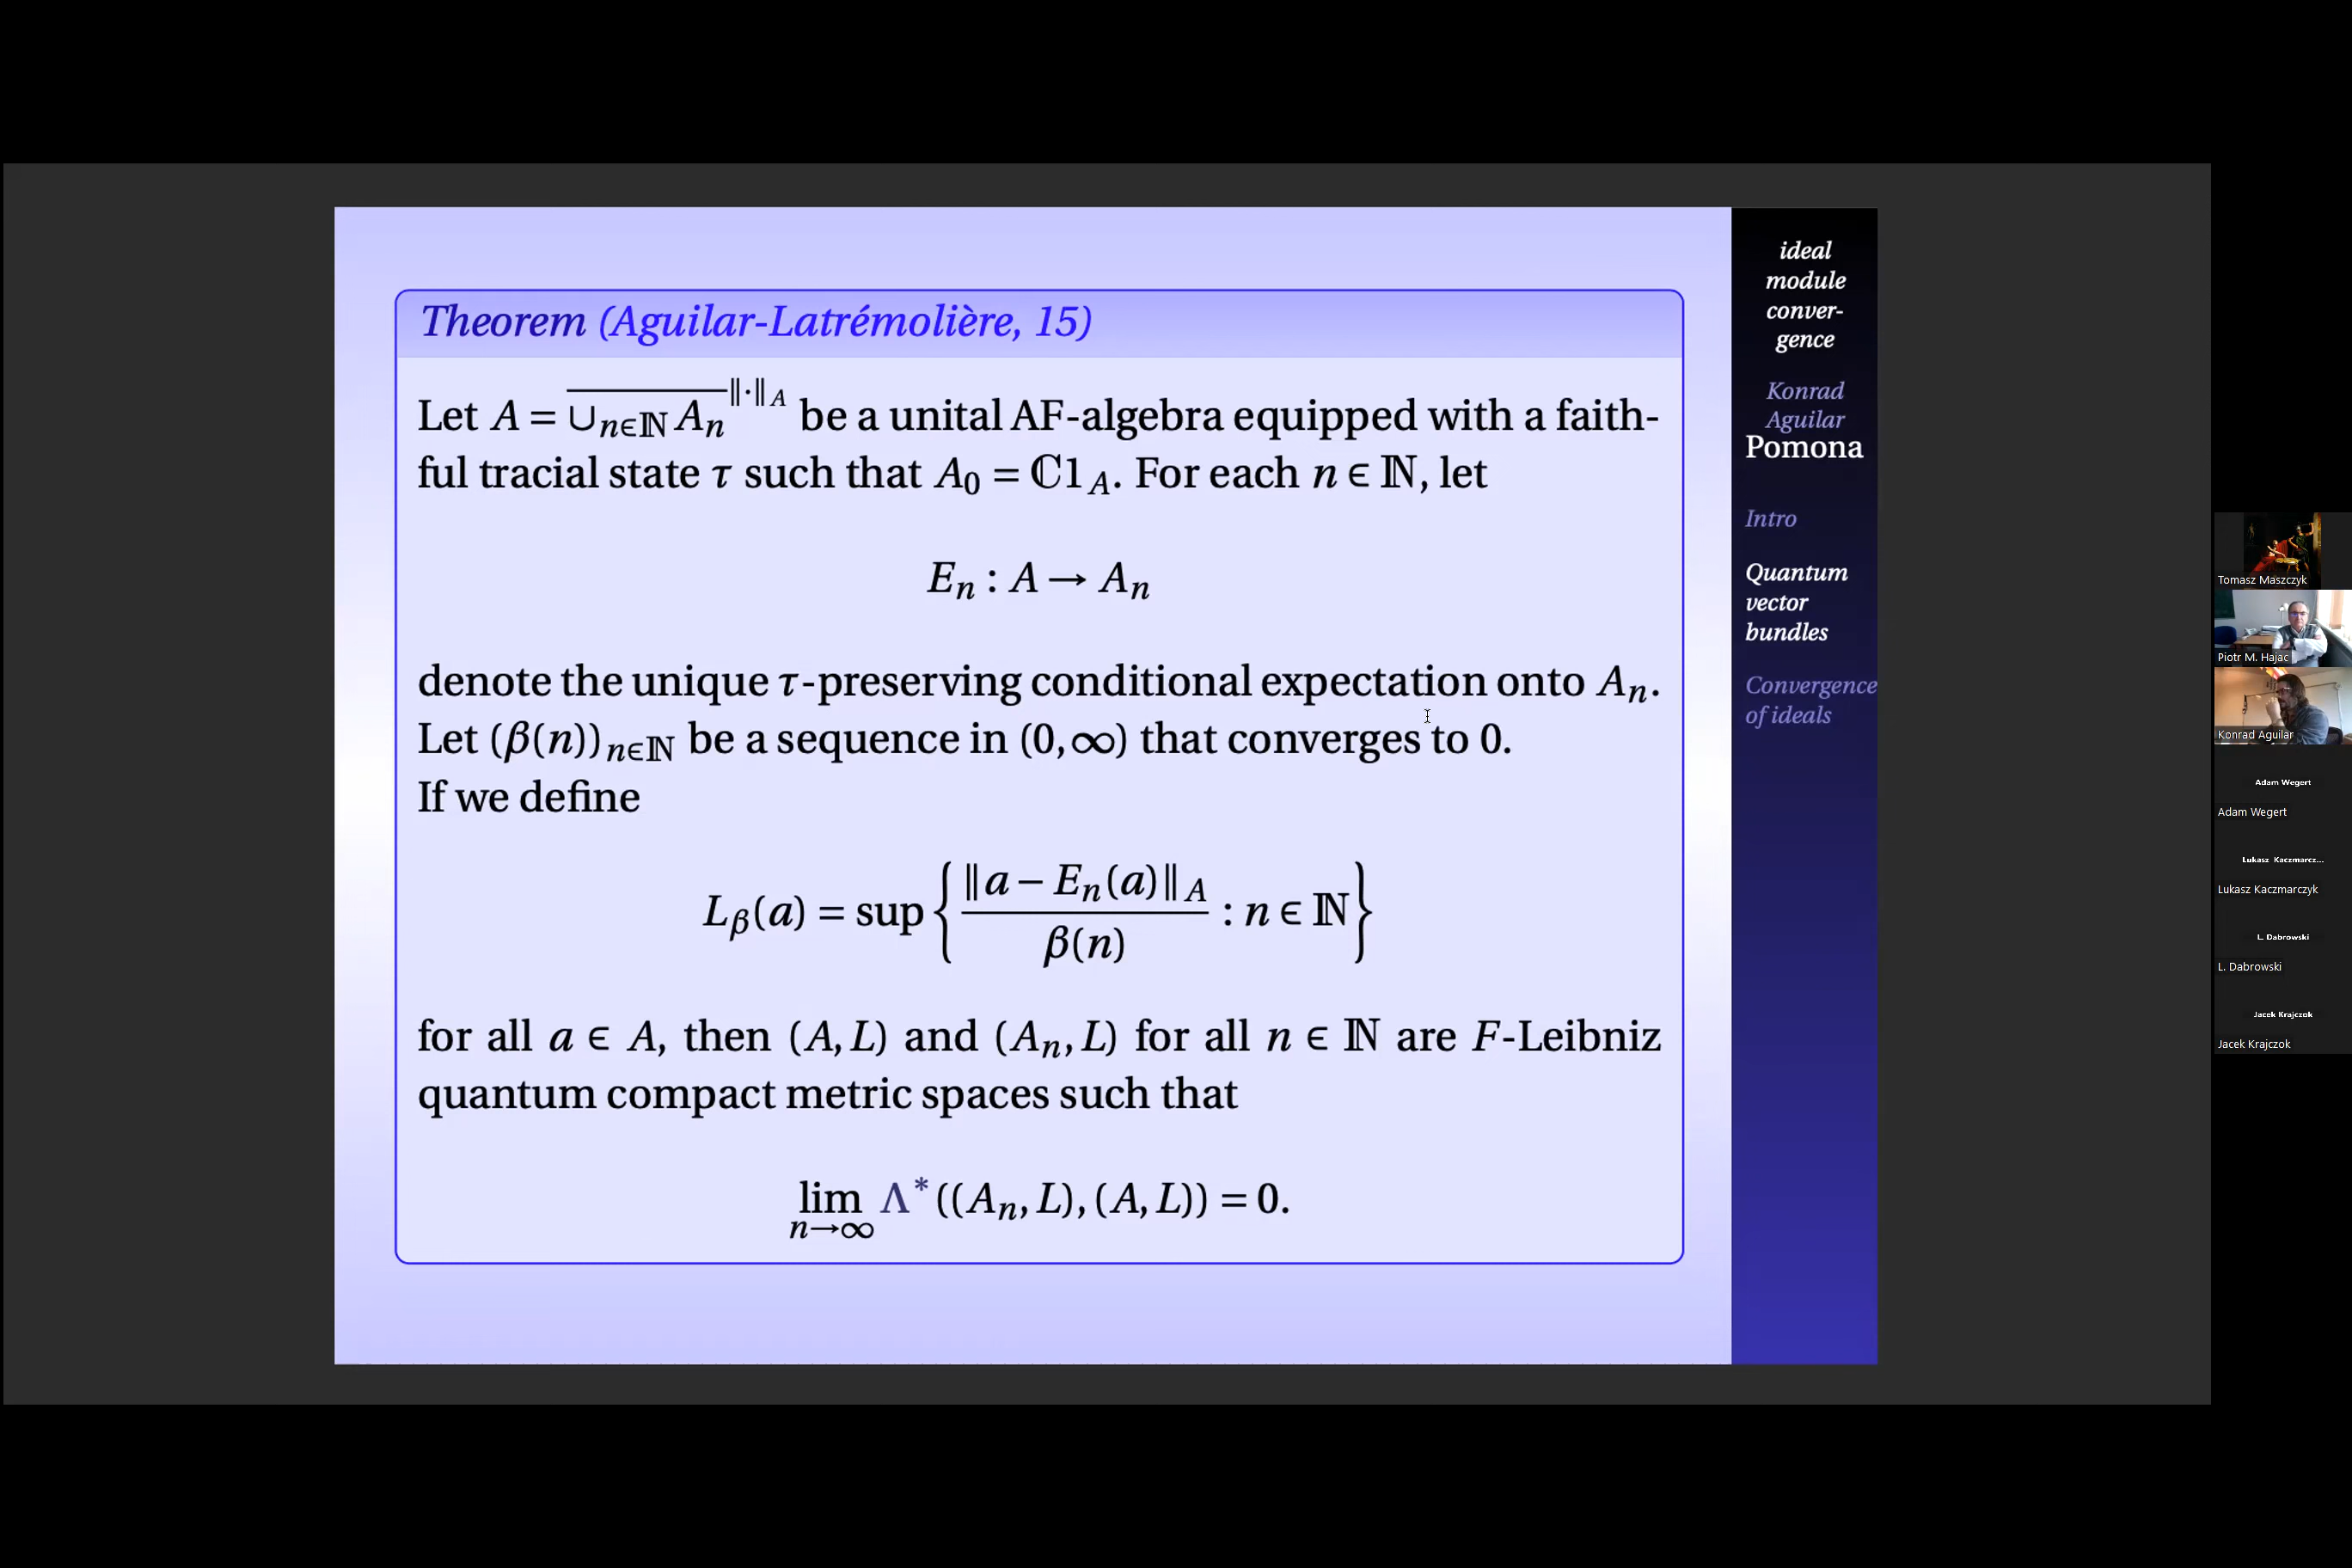 Theorem (Aguilar-Latrémolière, 15)
Let A = \overline{∪_{n∈ℕ} A_n}^{‖·‖_A} be a unital AF-algebra equipped with a faith-
ful tracial state τ such that A_0 = ℂ1_A. For each n ∈ ℕ, let
E_n : A → A_n
denote the unique τ-preserving conditional expectation onto A_n.
Let (β(n))_{n∈ℕ} be a sequence in (0,∞) that converges to 0.
If we define
L_β(a) = sup { ‖a − E_n(a)‖_A / β(n) : n ∈ ℕ }
for all a ∈ A, then (A, L) and (A_n, L) for all n ∈ ℕ are F-Leibniz
quantum compact metric spaces such that
lim_{n→∞} Λ*((A_n, L), (A, L)) = 0.
ideal
module
conver-
gence
Konrad
Aguilar
Pomona
Intro
Quantum
vector
bundles
Convergence
of ideals
Tomasz Maszczyk
Piotr M. Hajac
Konrad Aguilar
Adam Wegert
Adam Wegert
Lukasz Kaczmarcz...
Lukasz Kaczmarczyk
L. Dabrowski
L. Dabrowski
Jacek Krajczok
Jacek Krajczok